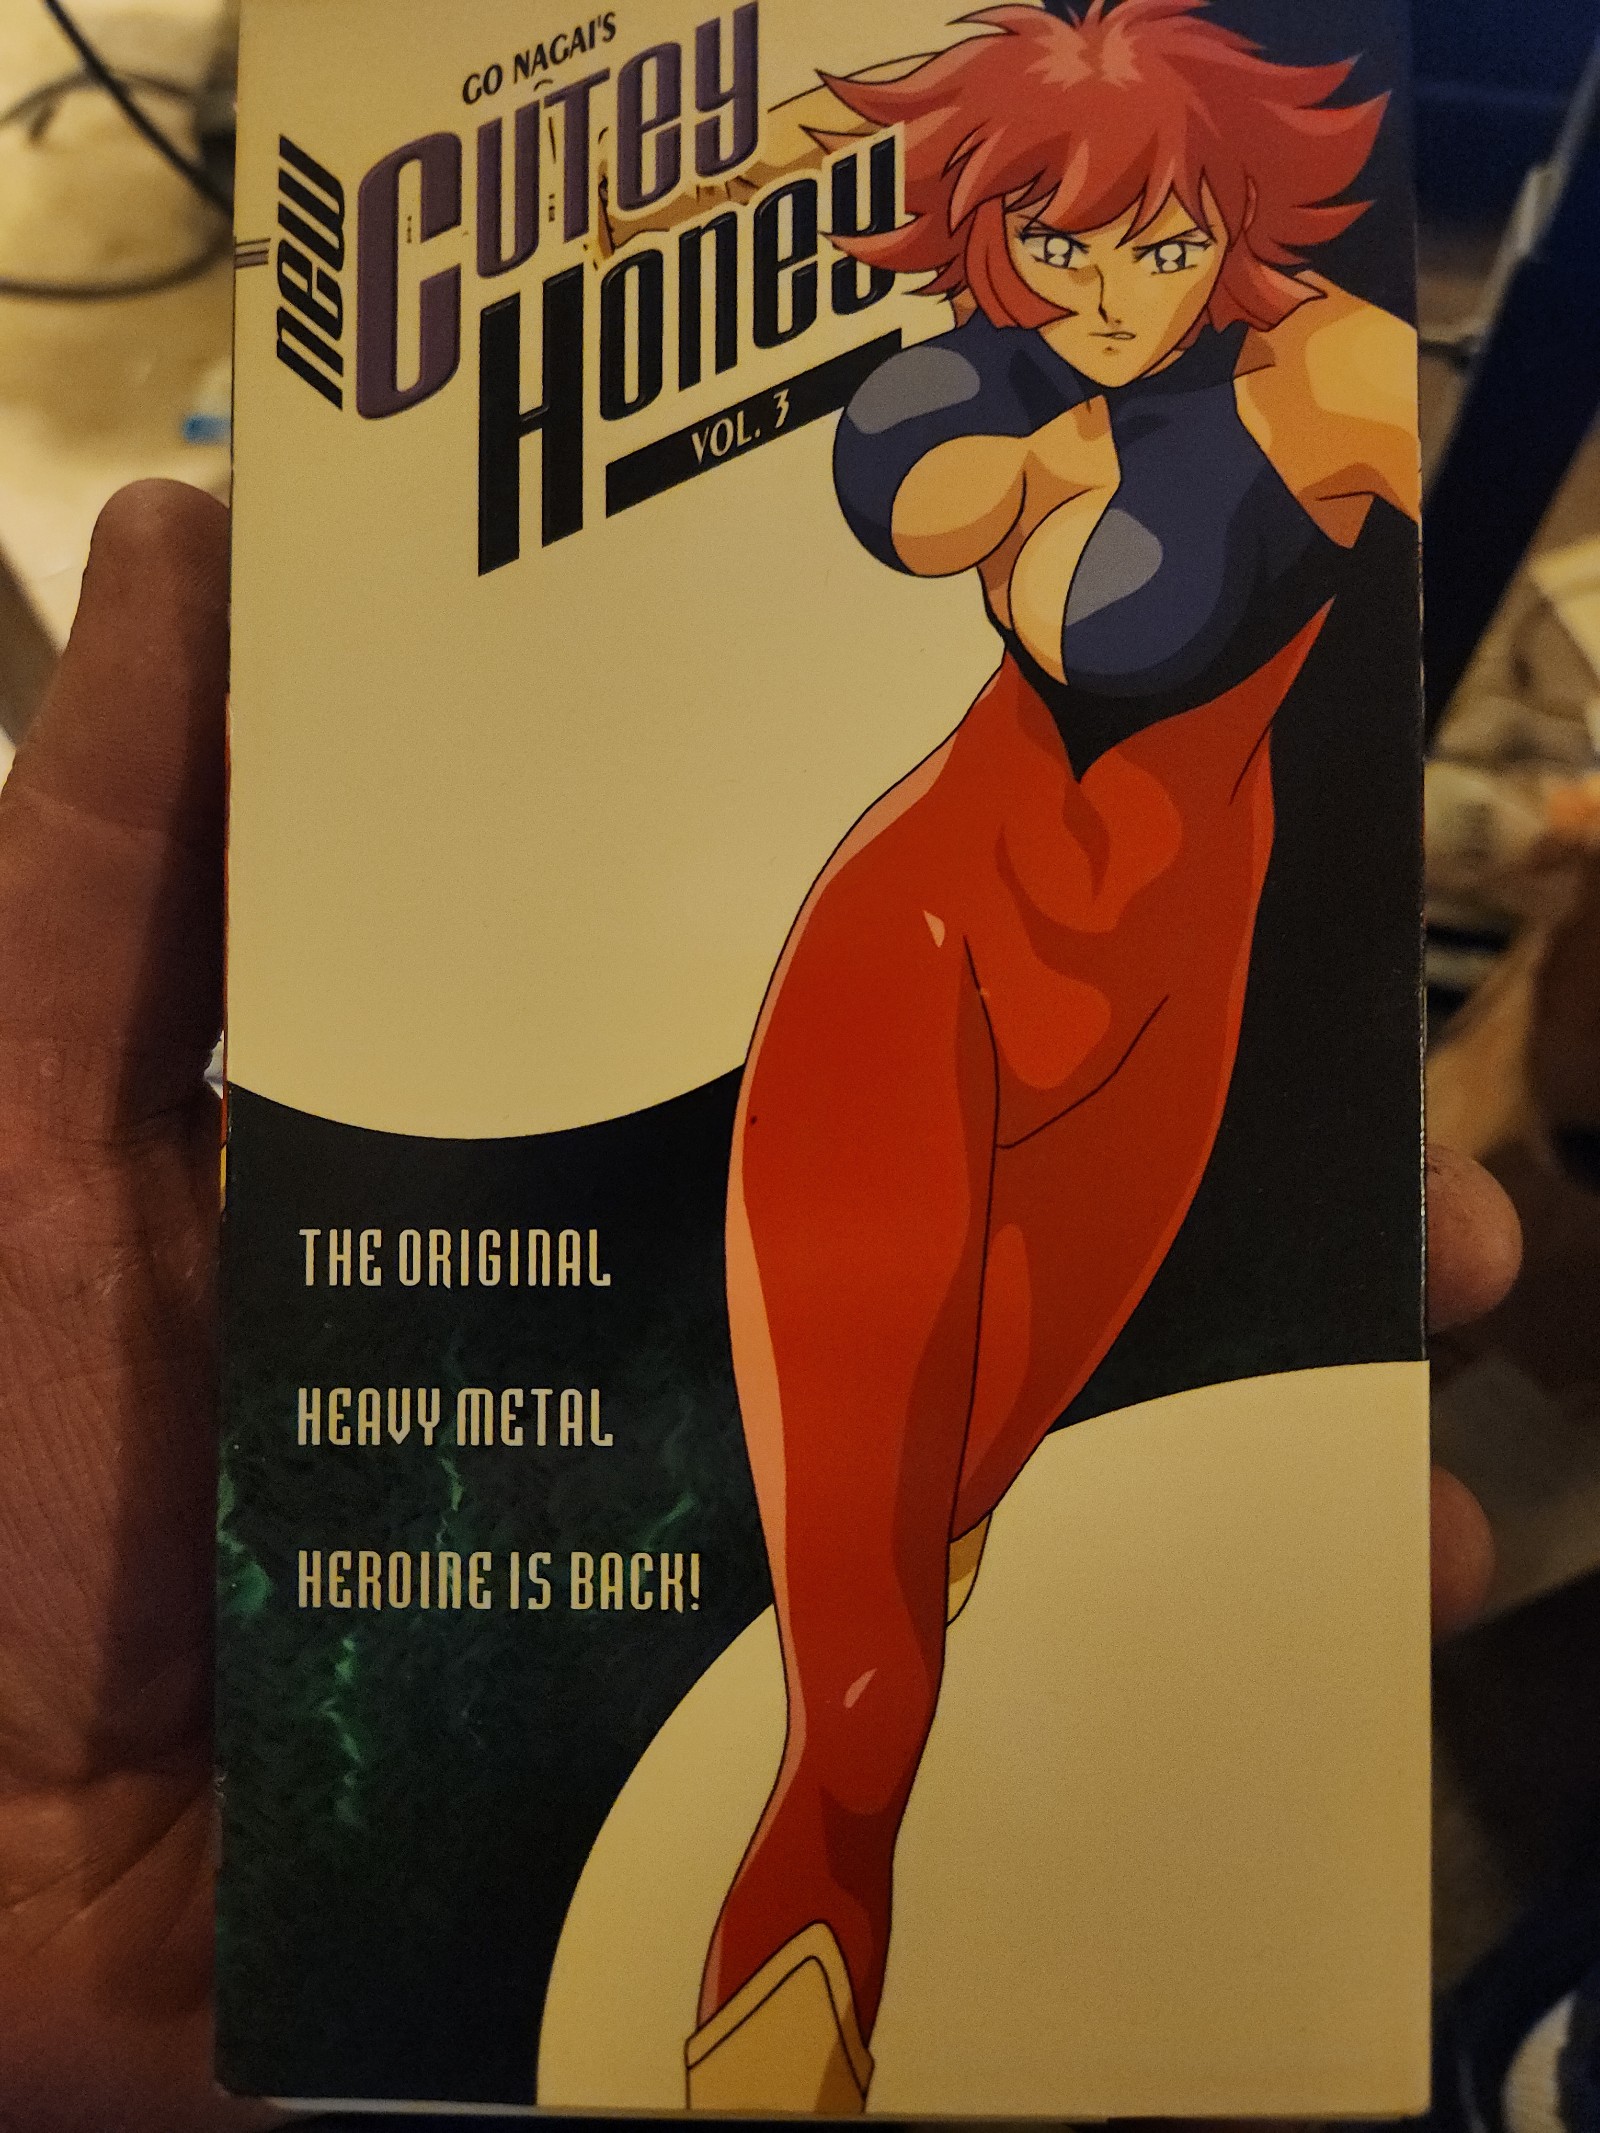 GO NAGAI'S
new
Cutey
Honey
VOL. 3
THE ORIGINAL
HEAVY METAL
HEROINE IS BACK!